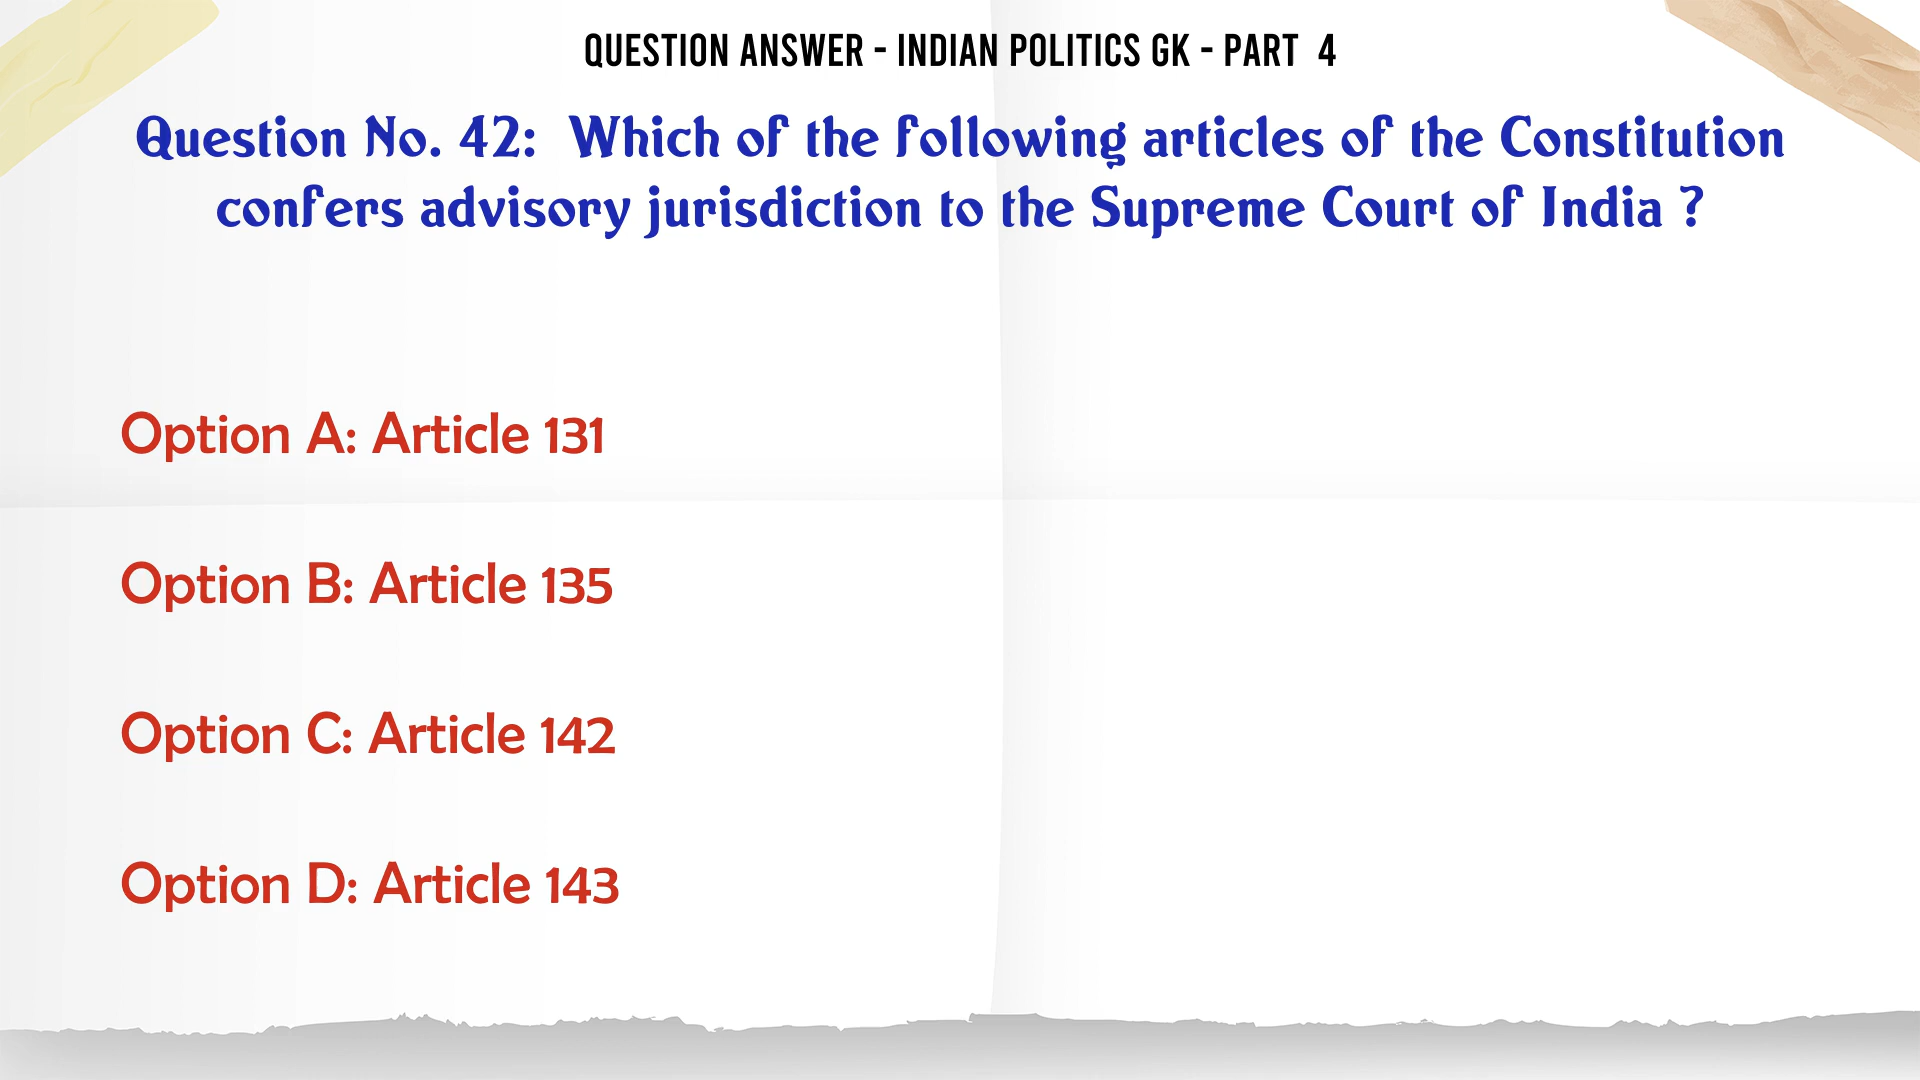 QUESTION ANSWER - INDIAN POLITICS GK - PART 4
Question No. 42: Which of the following articles of the Constitution
confers advisory jurisdiction to the Supreme Court of India ?
Option A: Article 131
Option B: Article 135
Option C: Article 142
Option D: Article 143